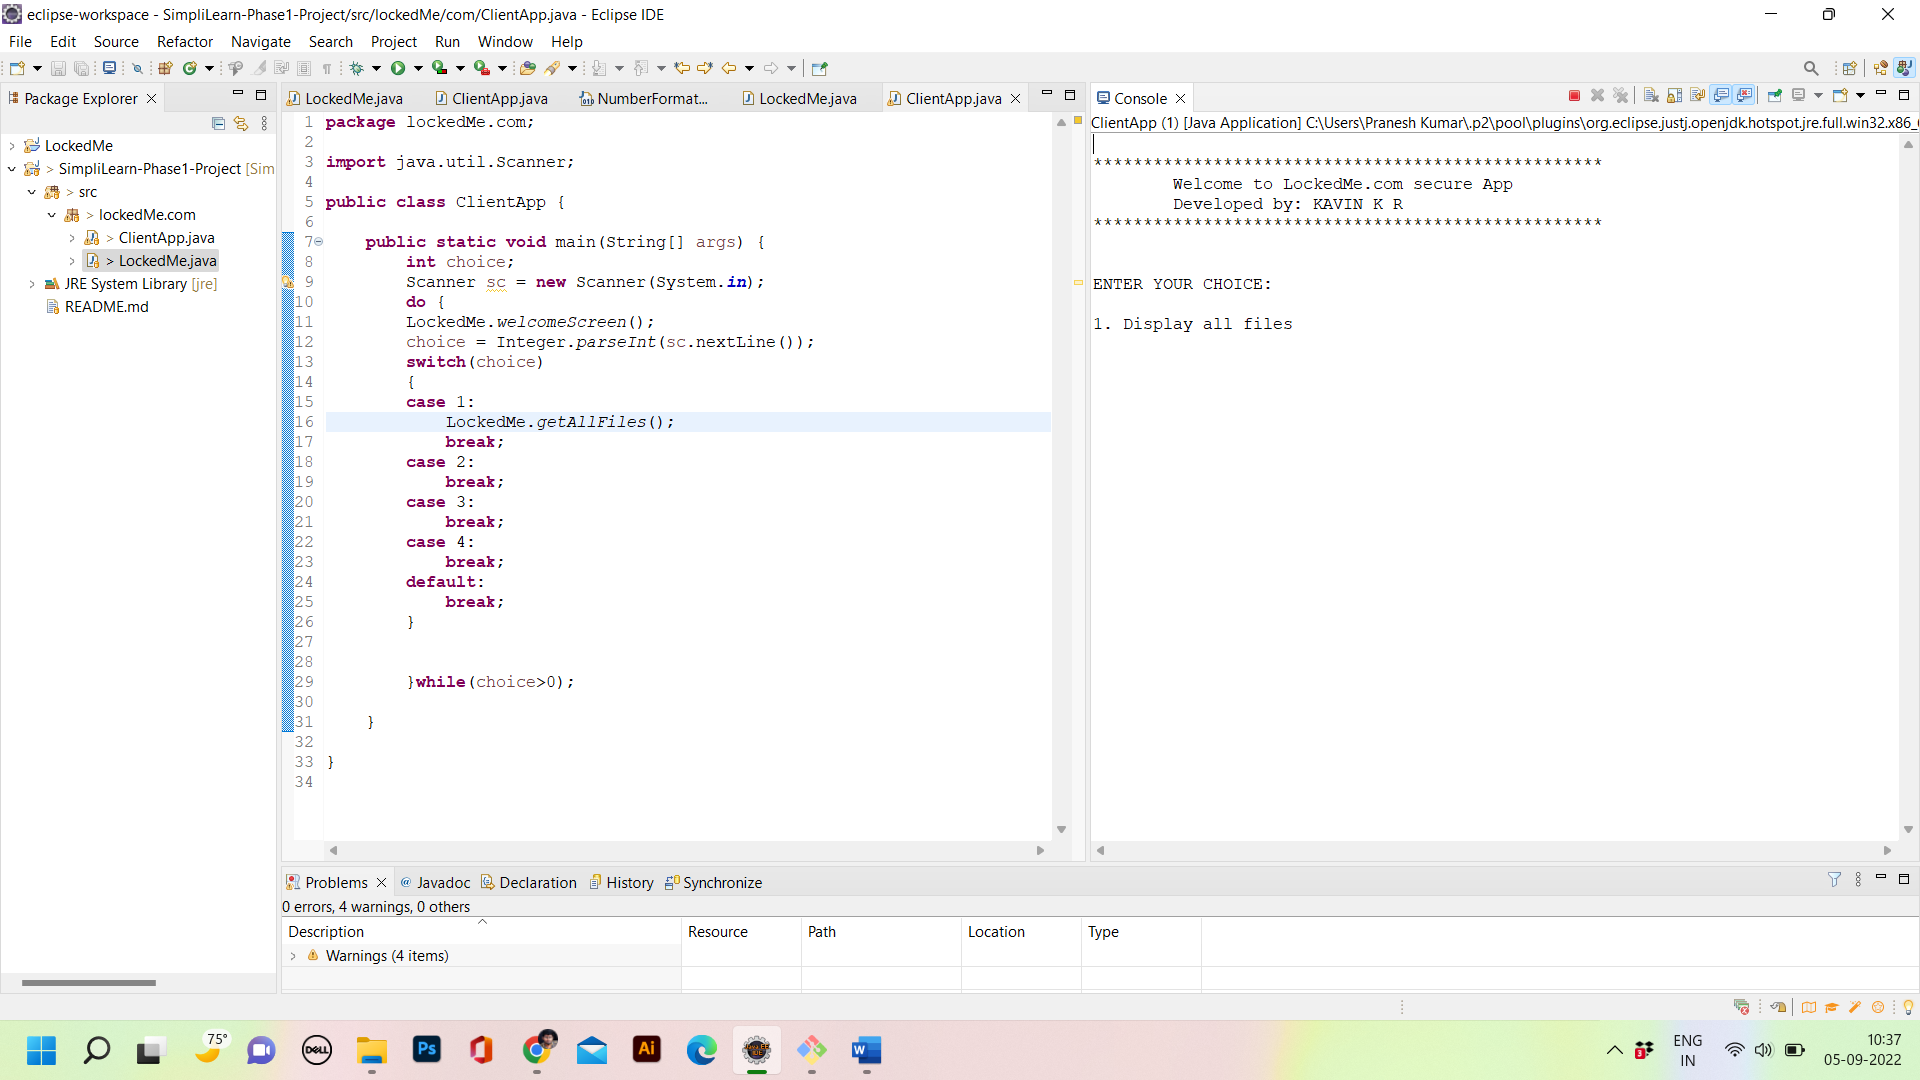 eclipse-workspace - SimpliLearn-Phase1-Project/src/lockedMe/com/ClientApp.java - Eclipse IDE
File Edit Source Refactor Navigate Search Project Run Window Help
Package Explorer
LockedMe
> SimpliLearn-Phase1-Project [Sim
> src
> lockedMe.com
> ClientApp.java
> LockedMe.java
JRE System Library [jre]
README.md
LockedMe.java ClientApp.java NumberFormat... LockedMe.java ClientApp.java
1 package lockedMe.com;
2
3 import java.util.Scanner;
4
5 public class ClientApp {
6
7 public static void main(String[] args) {
8 int choice;
9 Scanner sc = new Scanner(System.in);
10 do {
11 LockedMe.welcomeScreen();
12 choice = Integer.parseInt(sc.nextLine());
13 switch(choice)
14 {
15 case 1:
16 LockedMe.getAllFiles();
17 break;
18 case 2:
19 break;
20 case 3:
21 break;
22 case 4:
23 break;
24 default:
25 break;
26 }
27
28
29 }while(choice>0);
30
31 }
32
33 }
34
Console
ClientApp (1) [Java Application] C:\Users\Pranesh Kumar\.p2\pool\plugins\org.eclipse.justj.openjdk.hotspot.jre.full.win32.x86_
***************************************************
Welcome to LockedMe.com secure App
Developed by: KAVIN K R
***************************************************
ENTER YOUR CHOICE:
1. Display all files
Problems @ Javadoc Declaration History Synchronize
0 errors, 4 warnings, 0 others
Description Resource Path Location Type
Warnings (4 items)
75°
DELL
Ps
Ai
ENG
IN
10:37
05-09-2022